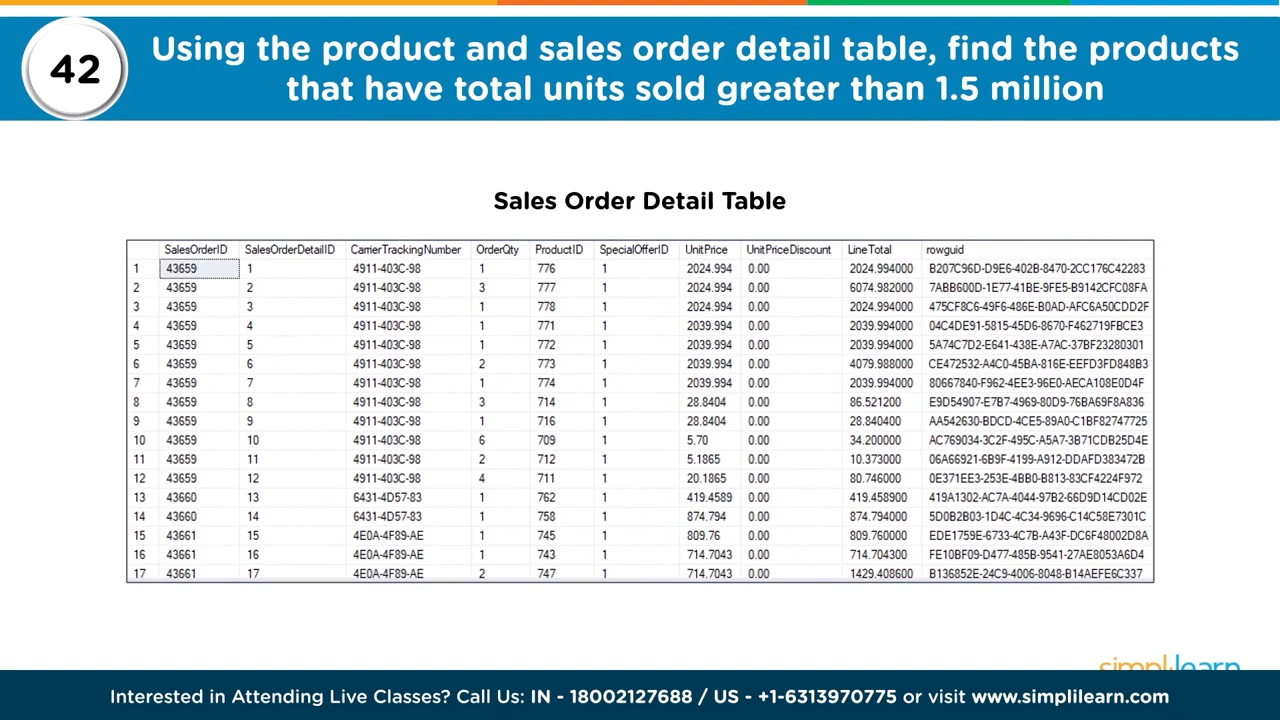 42
Using the product and sales order detail table, find the products
that have total units sold greater than 1.5 million
Sales Order Detail Table
SalesOrderID SalesOrderDetailID CarrierTrackingNumber OrderQty ProductID SpecialOfferID UnitPrice UnitPriceDiscount LineTotal rowguid
1 43659 1 4911-403C-98 1 776 1 2024.994 0.00 2024.994000 B207C96D-D9E6-402B-8470-2CC176C42283
2 43659 2 4911-403C-98 3 777 1 2024.994 0.00 6074.982000 7ABB600D-1E77-41BE-9FE5-B9142CFC08FA
3 43659 3 4911-403C-98 1 778 1 2024.994 0.00 2024.994000 475CF8C6-49F6-486E-B0AD-AFC6A50CDD2F
4 43659 4 4911-403C-98 1 771 1 2039.994 0.00 2039.994000 04C4DE91-5815-45D6-8670-F462719FBCE3
5 43659 5 4911-403C-98 1 772 1 2039.994 0.00 2039.994000 5A74C7D2-E641-438E-A7AC-37BF23280301
6 43659 6 4911-403C-98 2 773 1 2039.994 0.00 4079.988000 CE472532-A4C0-45BA-816E-EEFD3FD848B3
7 43659 7 4911-403C-98 1 774 1 2039.994 0.00 2039.994000 80667840-F962-4EE3-96E0-AECA108E0D4F
8 43659 8 4911-403C-98 3 714 1 28.8404 0.00 86.521200 E9D54907-E7B7-4969-80D9-76BA69F8A836
9 43659 9 4911-403C-98 1 716 1 28.8404 0.00 28.840400 AA542630-BDCD-4CE5-89A0-C1BF82747725
10 43659 10 4911-403C-98 6 709 1 5.70 0.00 34.200000 AC769034-3C2F-495C-A5A7-3B71CDB25D4E
11 43659 11 4911-403C-98 2 712 1 5.1865 0.00 10.373000 06A66921-6B9F-4199-A912-DDAFD383472B
12 43659 12 4911-403C-98 4 711 1 20.1865 0.00 80.746000 0E371EE3-253E-4BB0-B813-83CF4224F972
13 43660 13 6431-4D57-83 1 762 1 419.4589 0.00 419.458900 419A1302-AC7A-4044-97B2-66D9D14CD02E
14 43660 14 6431-4D57-83 1 758 1 874.794 0.00 874.794000 5D0B2B03-1D4C-4C34-9696-C14C58E7301C
15 43661 15 4E0A-4F89-AE 1 745 1 809.76 0.00 809.760000 EDE1759E-6733-4C7B-A43F-DC6F48002D8A
16 43661 16 4E0A-4F89-AE 1 743 1 714.7043 0.00 714.704300 FE10BF09-D477-485B-9541-27AE8053A6D4
17 43661 17 4E0A-4F89-AE 2 747 1 714.7043 0.00 1429.408600 B136852E-24C9-4006-8048-B14AEFE6C337
simplilearn
Interested in Attending Live Classes? Call Us: IN - 18002127688 / US - +1-6313970775 or visit www.simplilearn.com